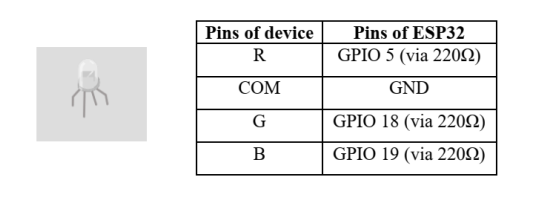 Pins of device Pins of ESP32
R GPIO 5 (via 220Ω)
COM GND
G GPIO 18 (via 220Ω)
B GPIO 19 (via 220Ω)